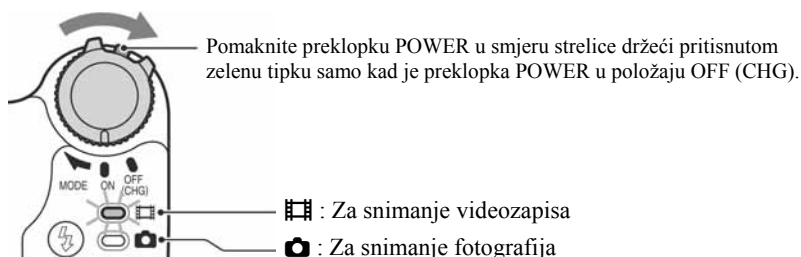 Pomaknite preklopku POWER u smjeru strelice držeći pritisnutom
zelenu tipku samo kad je preklopka POWER u položaju OFF (CHG).
MODE ON OFF
(CHG)
: Za snimanje videozapisa
: Za snimanje fotografija